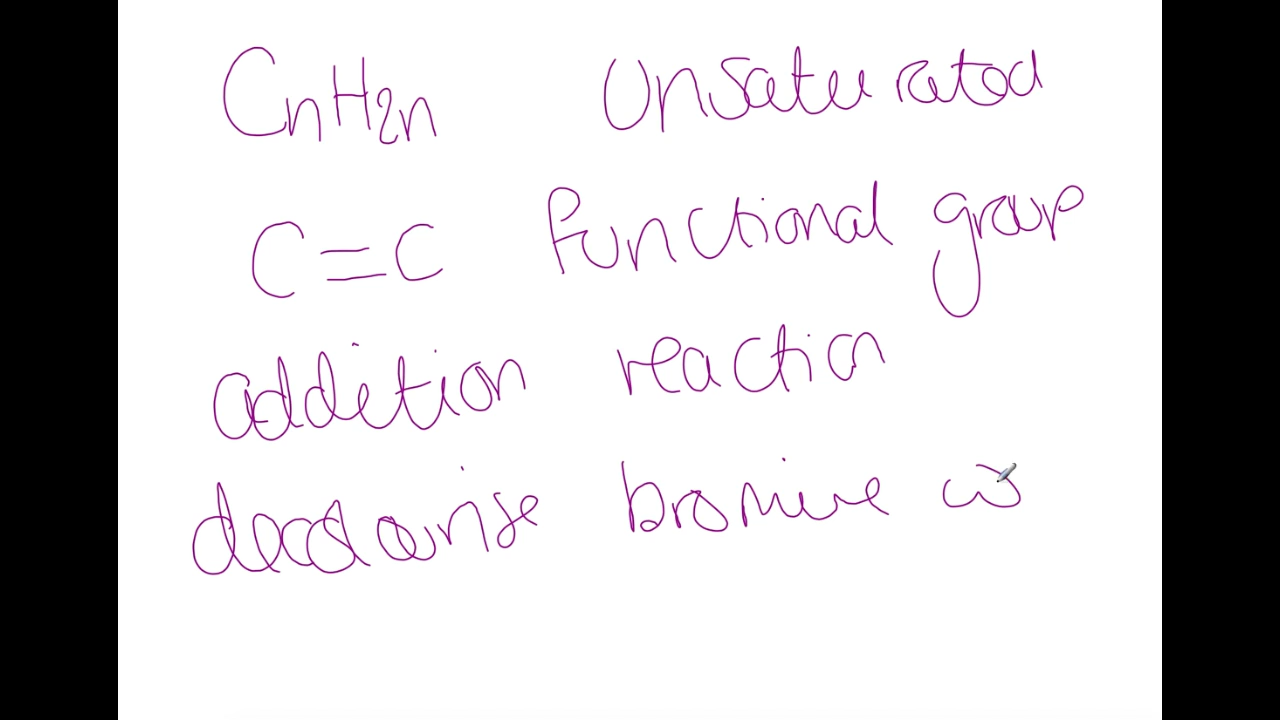 CnH2n Unsaturated
C=C functional group
addition reaction
decolourise bromine